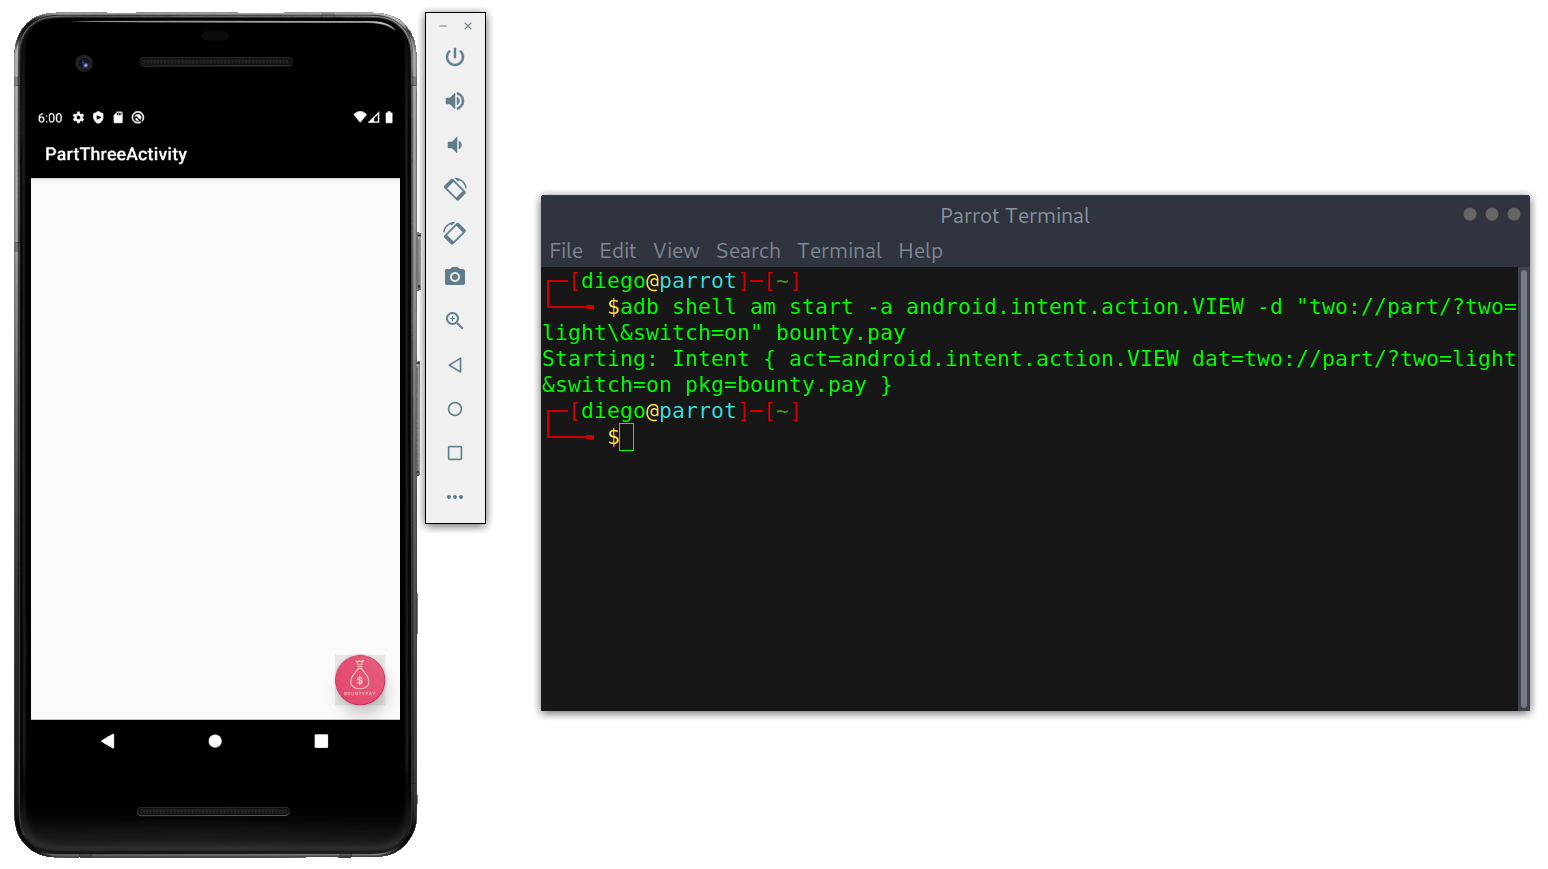 6:00
PartThreeActivity
BOUNTYPAY
Parrot Terminal
File Edit View Search Terminal Help
┌─[diego@parrot]─[~]
└──╼ $adb shell am start -a android.intent.action.VIEW -d "two://part/?two=
light\&switch=on" bounty.pay
Starting: Intent { act=android.intent.action.VIEW dat=two://part/?two=light
&switch=on pkg=bounty.pay }
┌─[diego@parrot]─[~]
└──╼ $